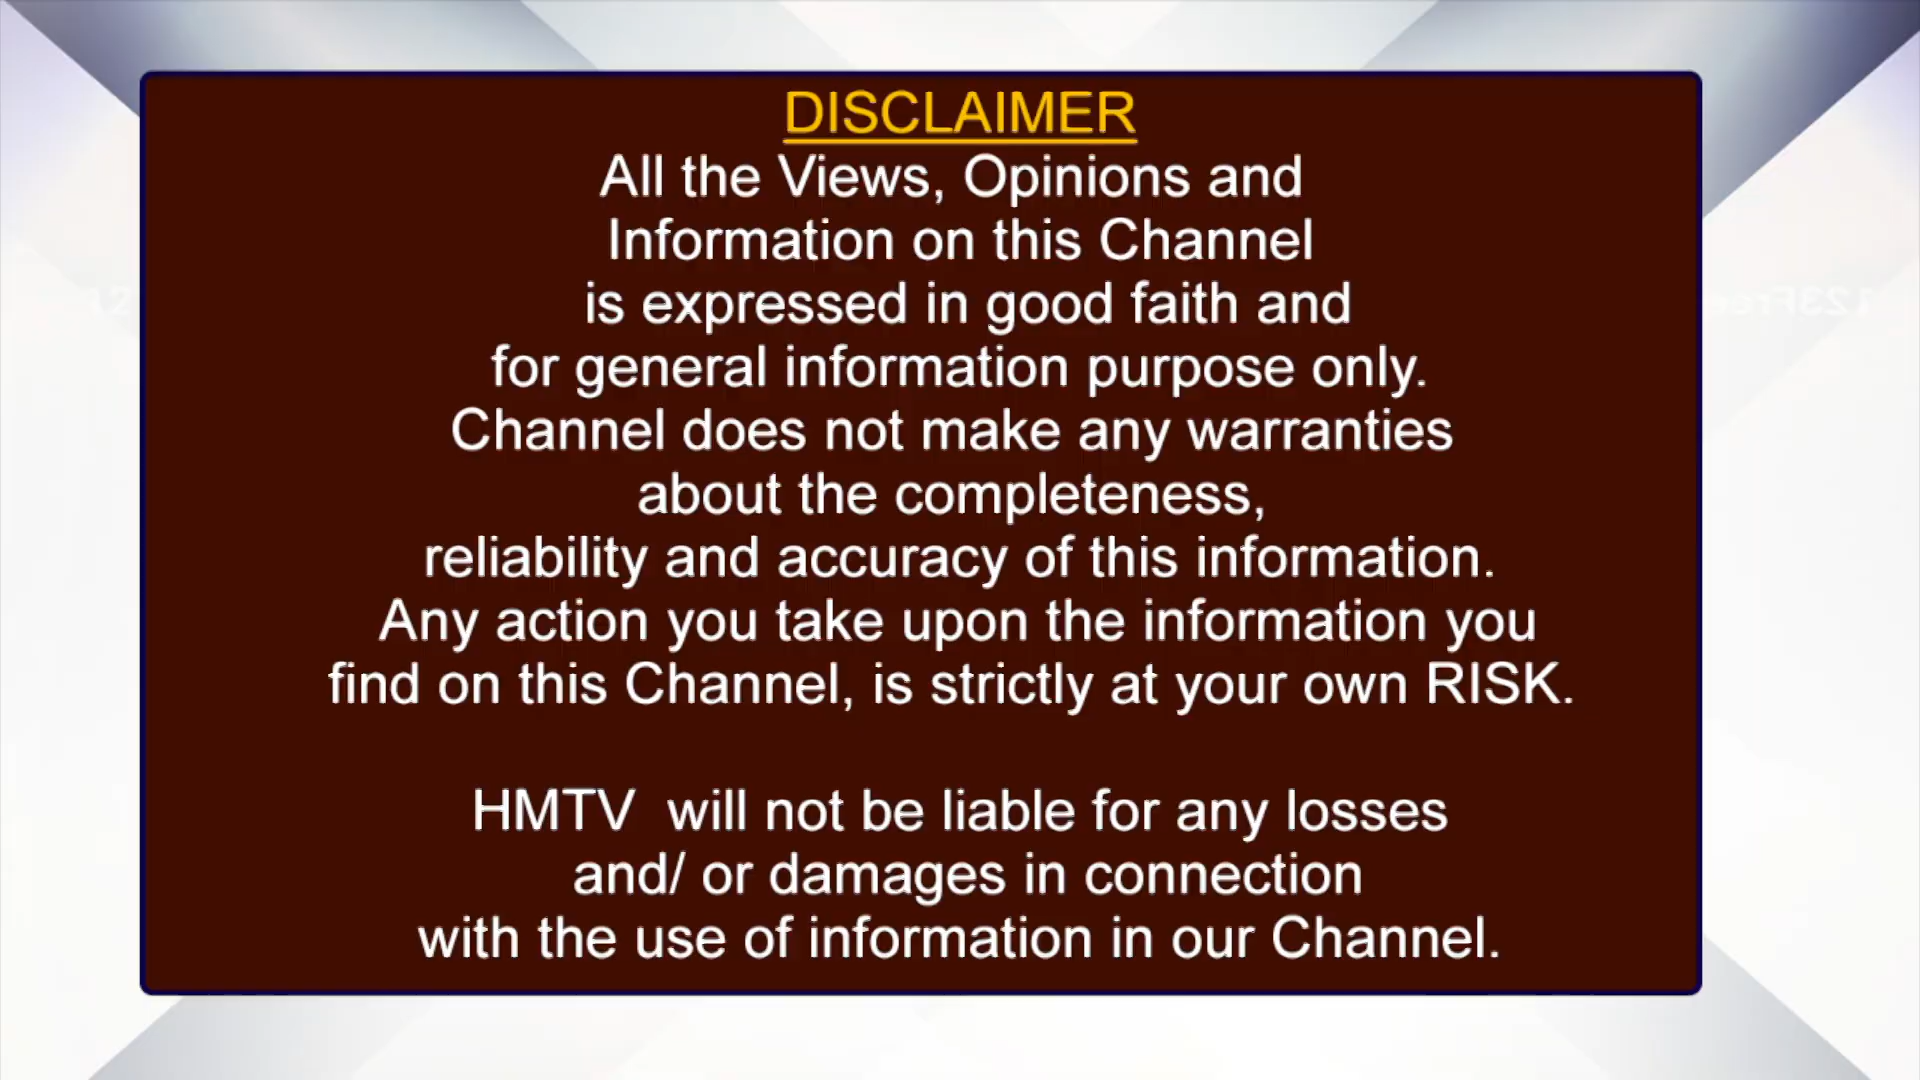 DISCLAIMER
All the Views, Opinions and
Information on this Channel
is expressed in good faith and
for general information purpose only.
Channel does not make any warranties
about the completeness,
reliability and accuracy of this information.
Any action you take upon the information you
find on this Channel, is strictly at your own RISK.
HMTV will not be liable for any losses
and/ or damages in connection
with the use of information in our Channel.